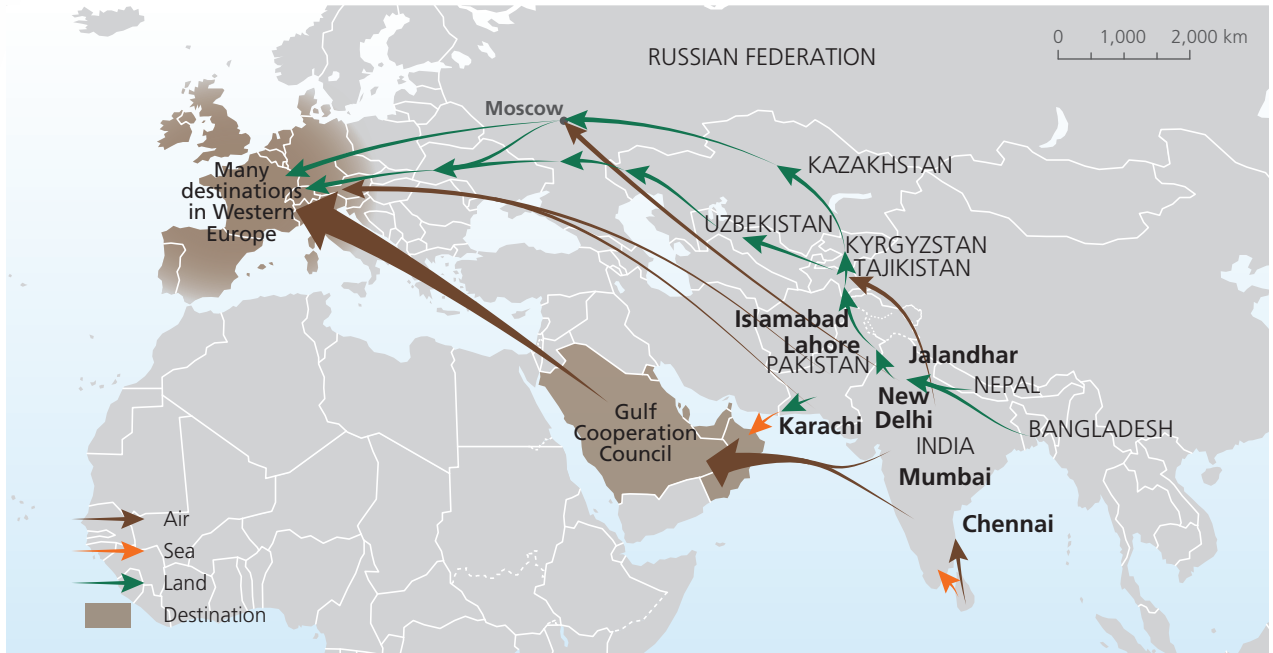 0 1,000 2,000 km
RUSSIAN FEDERATION
Moscow
KAZAKHSTAN
Many
destinations
in Western
Europe
UZBEKISTAN
KYRGYZSTAN
TAJIKISTAN
Islamabad
Lahore
PAKISTAN
Jalandhar
NEPAL
New
Delhi
Karachi
BANGLADESH
INDIA
Gulf
Cooperation
Council
Mumbai
Chennai
Air
Sea
Land
Destination